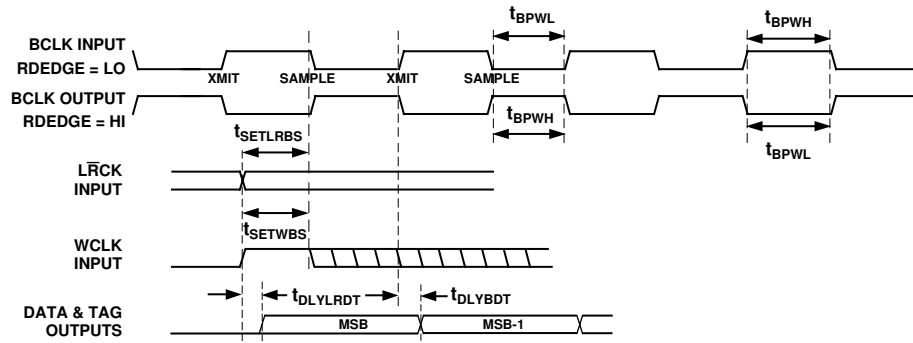 tBPWL
tBPWH
BCLK INPUT
RDEDGE = LO
XMIT SAMPLE XMIT SAMPLE
BCLK OUTPUT
RDEDGE = HI
tSETLRBS
tBPWH
tBPWL
LR̅CK
INPUT
tSETWBS
WCLK
INPUT
tDLYLRDT
tDLYBDT
DATA & TAG
OUTPUTS
MSB MSB-1